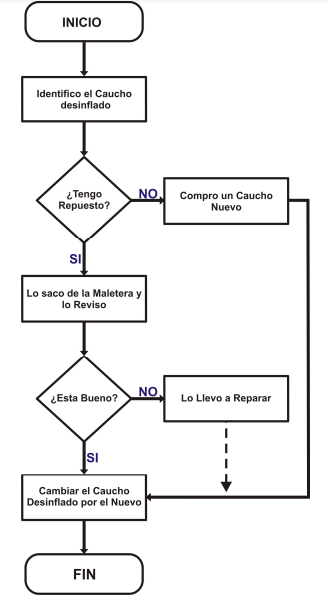 INICIO
Identifico el Caucho
desinflado
¿Tengo
Repuesto?
NO
Compro un Caucho
Nuevo
SI
Lo saco de la Maletera y
lo Reviso
¿Esta Bueno?
NO
Lo Llevo a Reparar
SI
Cambiar el Caucho
Desinflado por el Nuevo
FIN